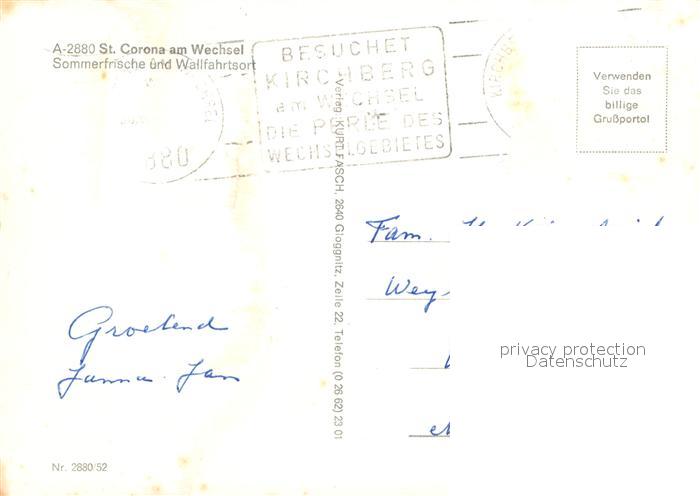 A-2880 St. Corona am Wechsel
Sommerfrische und Wallfahrtsort
BESUCHET
KIRCHBERG
am WECHSEL
DIE PERLE DES
WECHSELGEBIETES
880
Verwenden
Sie das
billige
Grußporto!
Verlag KURT FASCH, 2640 Gloggnitz, Zeile 22, Telefon (0 26 62) 23 01
Fam.
Wey
privacy protection
Datenschutz
Nr. 2880/52